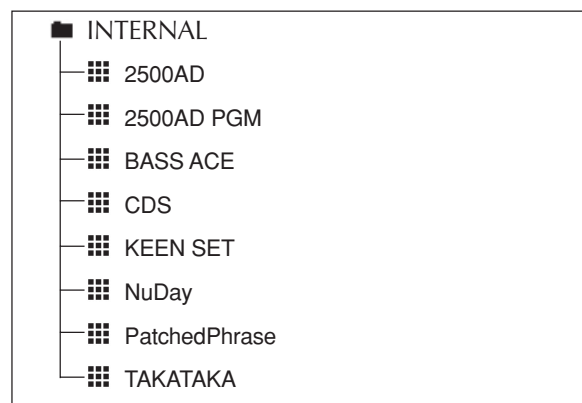 INTERNAL
2500AD
2500AD PGM
BASS ACE
CDS
KEEN SET
NuDay
PatchedPhrase
TAKATAKA